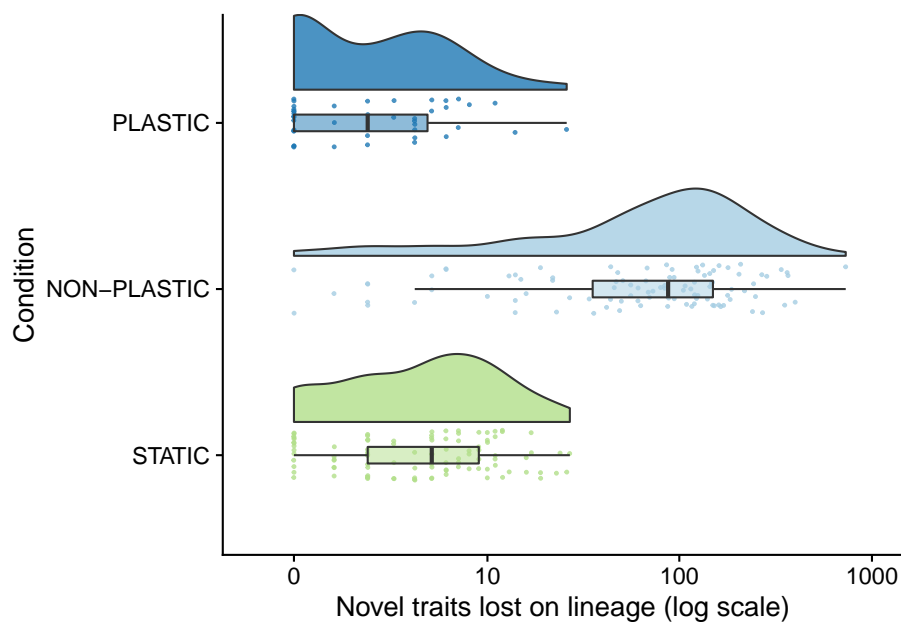 PLASTIC
NON−PLASTIC
STATIC
Condition
0 10 100 1000
Novel traits lost on lineage (log scale)